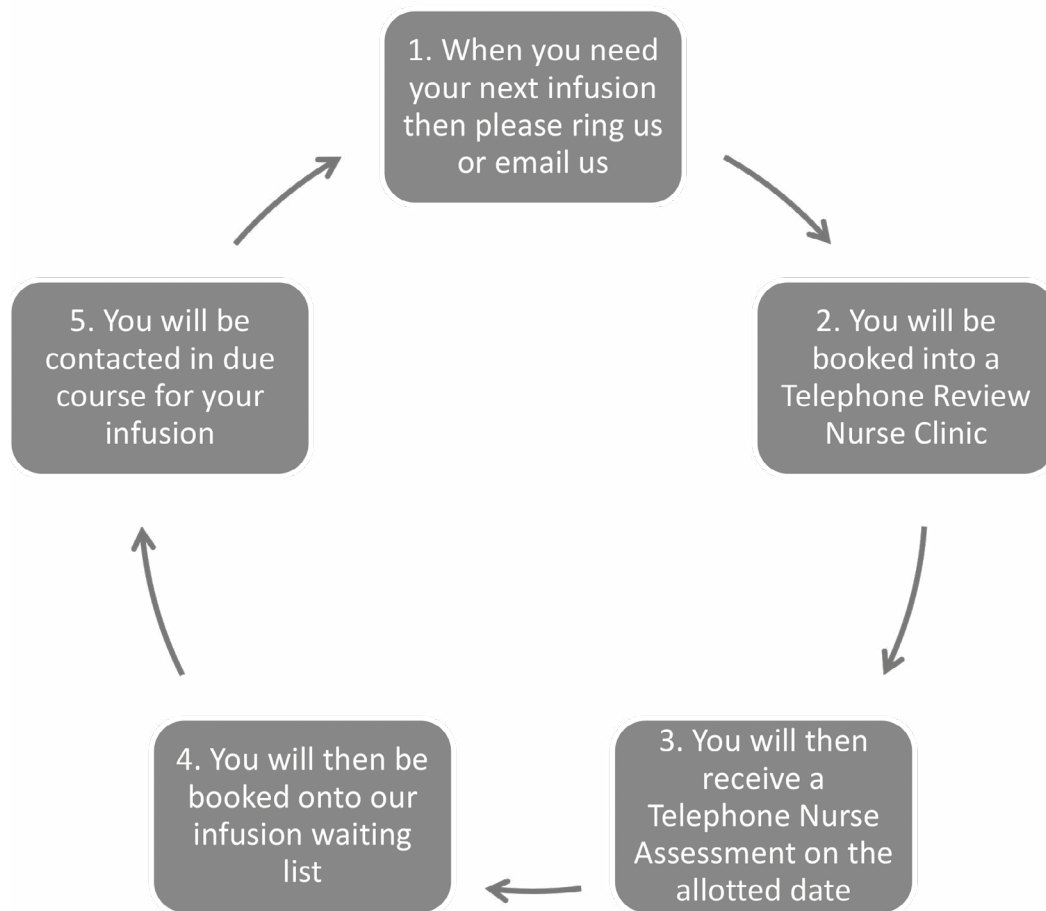 1. When you need
your next infusion
then please ring us
or email us
2. You will be
booked into a
Telephone Review
Nurse Clinic
3. You will then
receive a
Telephone Nurse
Assessment on the
allotted date
4. You will then be
booked onto our
infusion waiting
list
5. You will be
contacted in due
course for your
infusion